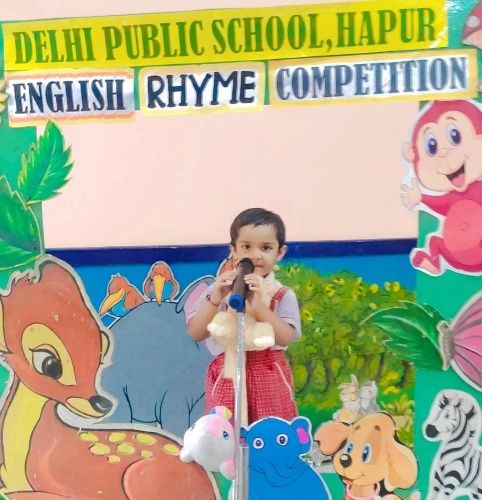 DELHI PUBLIC SCHOOL, HAPUR
ENGLISH RHYME COMPETITION